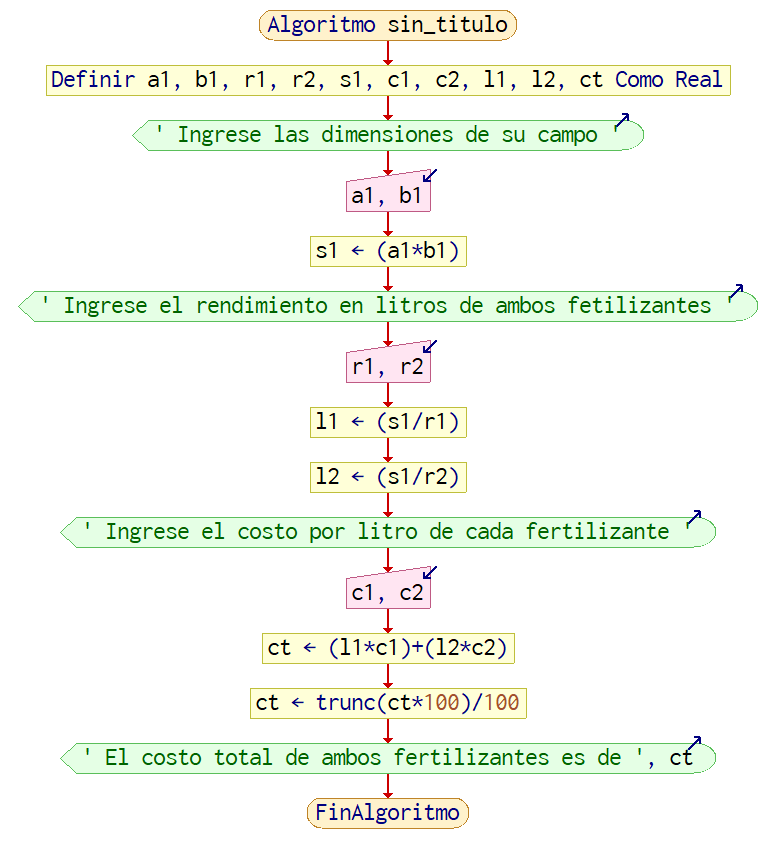 Algoritmo sin_titulo
Definir a1, b1, r1, r2, s1, c1, c2, l1, l2, ct Como Real
' Ingrese las dimensiones de su campo '
a1, b1
s1 ← (a1*b1)
' Ingrese el rendimiento en litros de ambos fetilizantes '
r1, r2
l1 ← (s1/r1)
l2 ← (s1/r2)
' Ingrese el costo por litro de cada fertilizante '
c1, c2
ct ← (l1*c1)+(l2*c2)
ct ← trunc(ct*100)/100
' El costo total de ambos fertilizantes es de ', ct
FinAlgoritmo